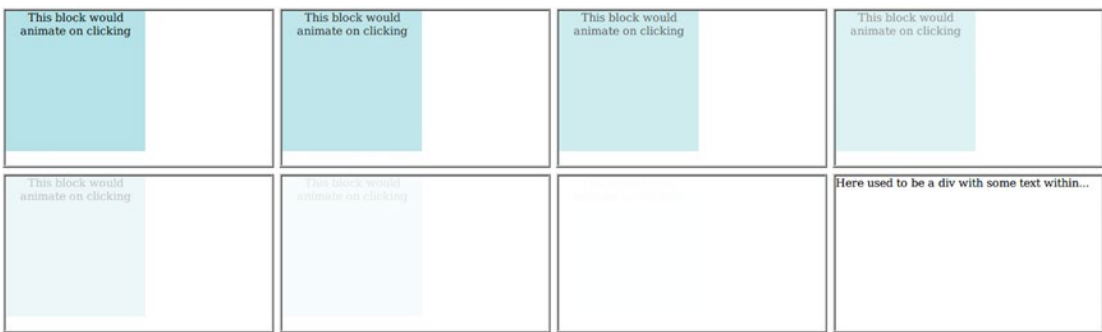 This block would
animate on clicking
This block would
animate on clicking
This block would
animate on clicking
This block would
animate on clicking
This block would
animate on clicking
This block would
animate on clicking
Here used to be a div with some text within...